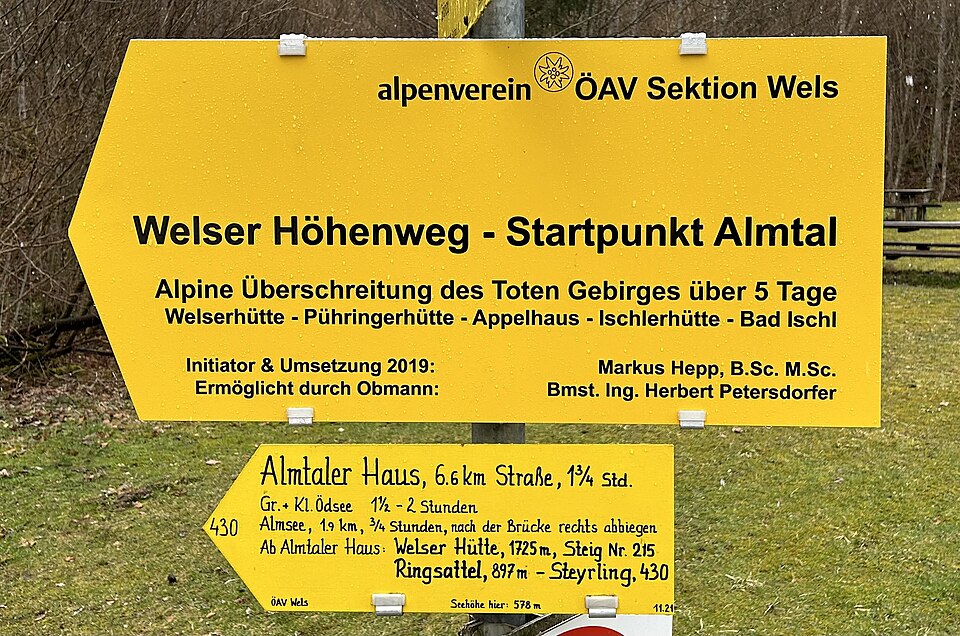 alpenverein ÖAV Sektion Wels
Welser Höhenweg - Startpunkt Almtal
Alpine Überschreitung des Toten Gebirges über 5 Tage
Welserhütte - Pühringerhütte - Appelhaus - Ischlerhütte - Bad Ischl
Initiator & Umsetzung 2019: Markus Hepp, B.Sc. M.Sc.
Ermöglicht durch Obmann: Bmst. Ing. Herbert Petersdorfer
Almtaler Haus, 6.6 km Straße, 1¾ Std.
Gr. + Kl. Ödsee 1½ - 2 Stunden
430 Almsee, 1.9 km, ¾ Stunden, nach der Brücke rechts abbiegen
Ab Almtaler Haus: Welser Hütte, 1725 m, Steig Nr. 215
Ringsattel, 897 m - Steyrling, 430
ÖAV Wels Seehöhe hier: 578 m 11.21